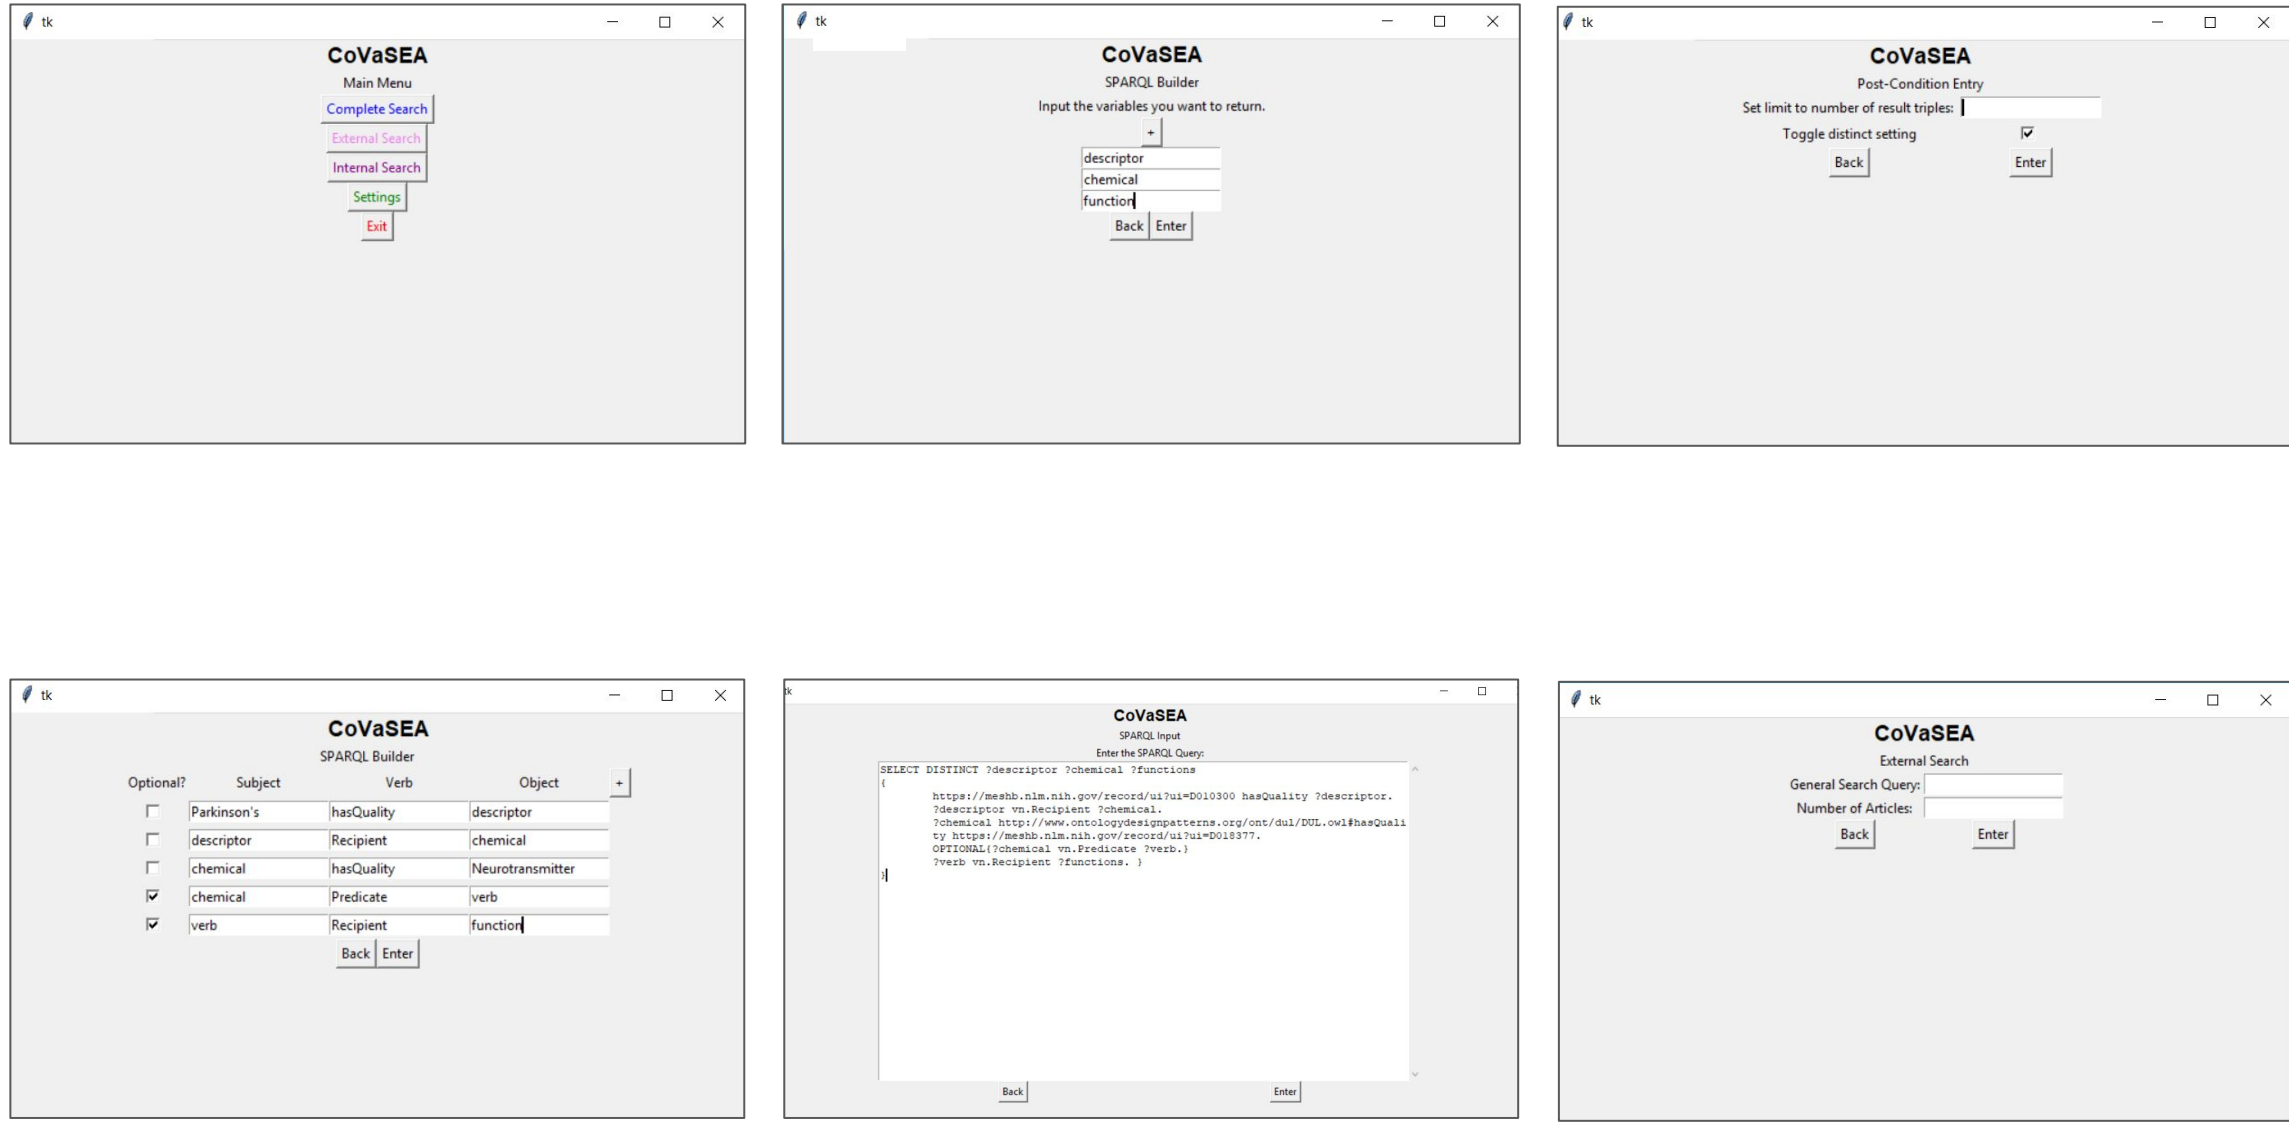 tk
CoVaSEA
Main Menu
Complete Search
External Search
Internal Search
Settings
Exit
tk
CoVaSEA
SPARQL Builder
Input the variables you want to return.
+
descriptor
chemical
function
Back Enter
tk
CoVaSEA
Post-Condition Entry
Set limit to number of result triples:
Toggle distinct setting
Back Enter
tk
CoVaSEA
SPARQL Builder
Optional? Subject Verb Object +
Parkinson's hasQuality descriptor
descriptor Recipient chemical
chemical hasQuality Neurotransmitter
chemical Predicate verb
verb Recipient function
Back Enter
tk
CoVaSEA
SPARQL Input
Enter the SPARQL Query:
SELECT DISTINCT ?descriptor ?chemical ?functions
{
https://meshb.nlm.nih.gov/record/ui?ui=D010300 hasQuality ?descriptor.
?descriptor vn.Recipient ?chemical.
?chemical http://www.ontologydesignpatterns.org/ont/dul/DUL.owl#hasQuali
ty https://meshb.nlm.nih.gov/record/ui?ui=D018377.
OPTIONAL{?chemical vn.Predicate ?verb.}
?verb vn.Recipient ?functions. }
}
Back Enter
tk
CoVaSEA
External Search
General Search Query:
Number of Articles:
Back Enter